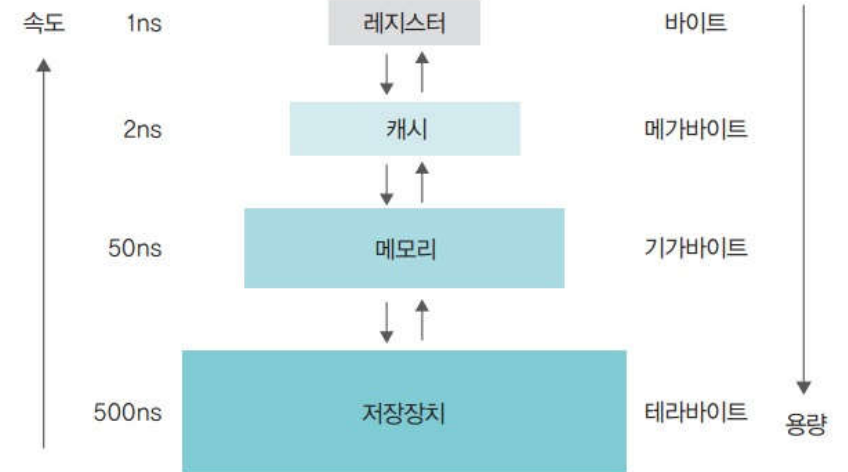 속도 1ns 레지스터 바이트
2ns 캐시 메가바이트
50ns 메모리 기가바이트
500ns 저장장치 테라바이트
용량